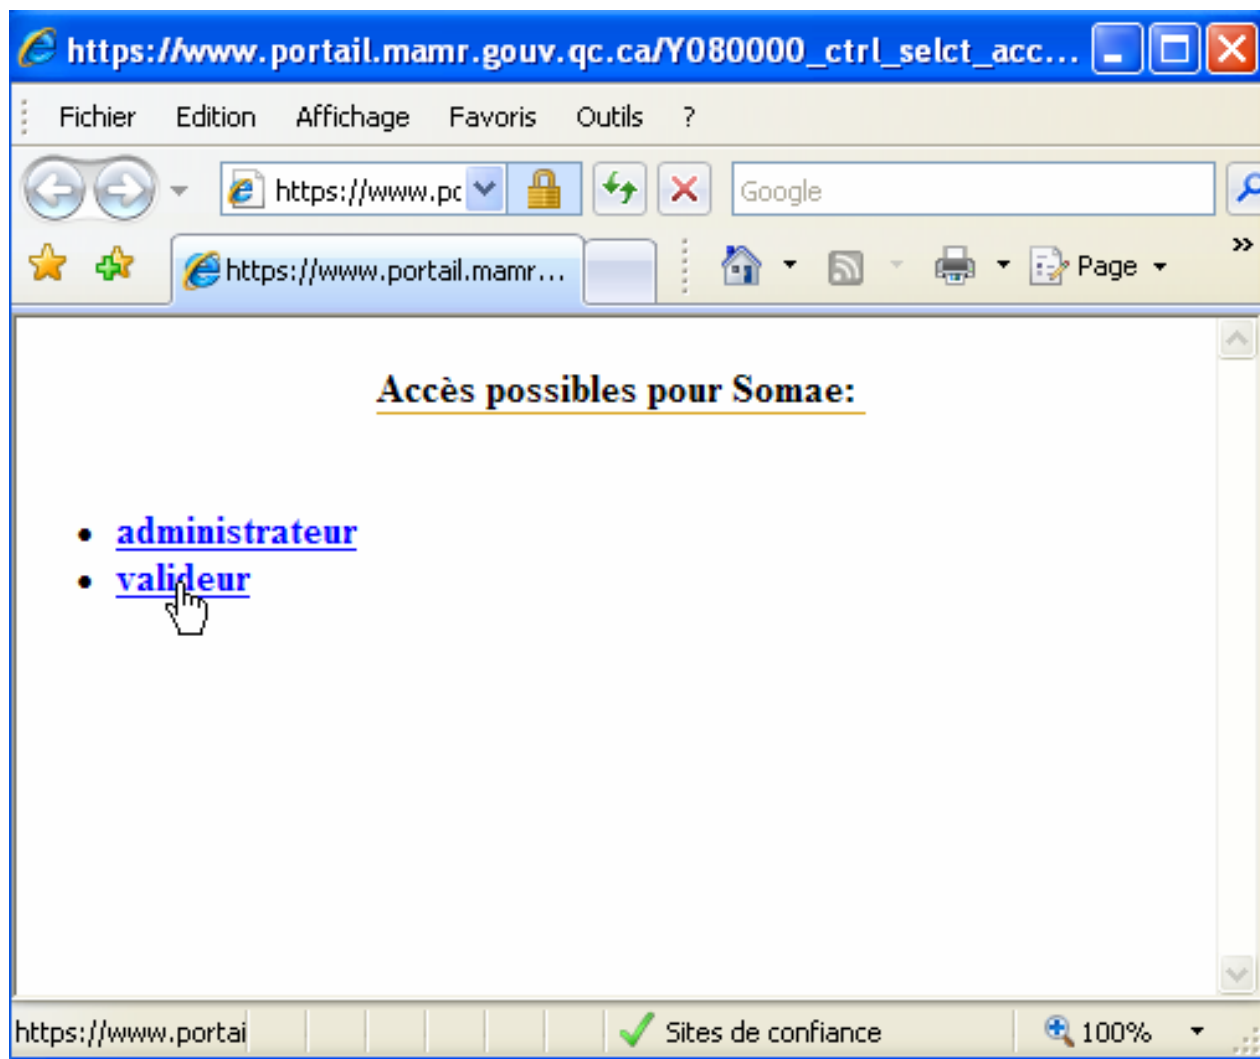 https://www.portail.mamr.gouv.qc.ca/Y080000_ctrl_selct_acc...
Fichier Edition Affichage Favoris Outils ?
https://www.pc Google
https://www.portail.mamr... Page »
Accès possibles pour Somae:
• administrateur
• valideur
https://www.portai Sites de confiance 100%